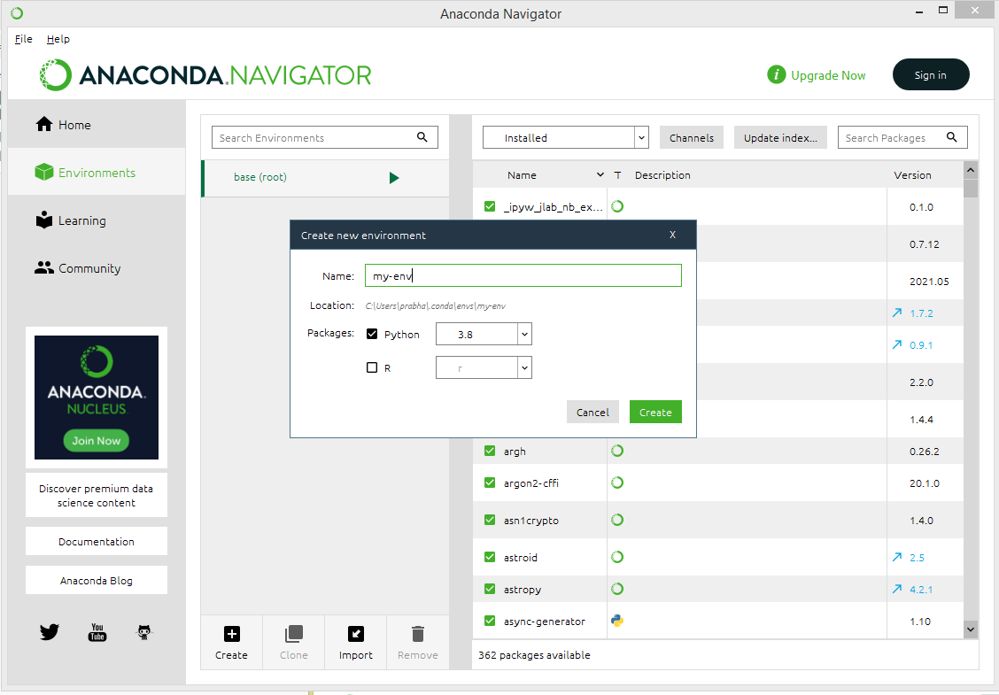 Anaconda Navigator
File Help
ANACONDA.NAVIGATOR
i Upgrade Now Sign in
Home
Environments
Learning
Community
ANACONDA.
NUCLEUS
Join Now
Discover premium data
science content
Documentation
Anaconda Blog
You
Tube
Search Environments
base (root)
Create Clone Import Remove
Installed Channels Update index... Search Packages
Name T Description Version
_ipyw_jlab_nb_ex... 0.1.0
0.7.12
2021.05
1.7.2
0.9.1
2.2.0
1.4.4
argh 0.26.2
argon2-cffi 20.1.0
asn1crypto 1.4.0
astroid 2.5
astropy 4.2.1
async-generator 1.10
362 packages available
Create new environment X
Name: my-env
Location: C:\Users\prabha\.conda\envs\my-env
Packages: Python 3.8
R r
Cancel Create